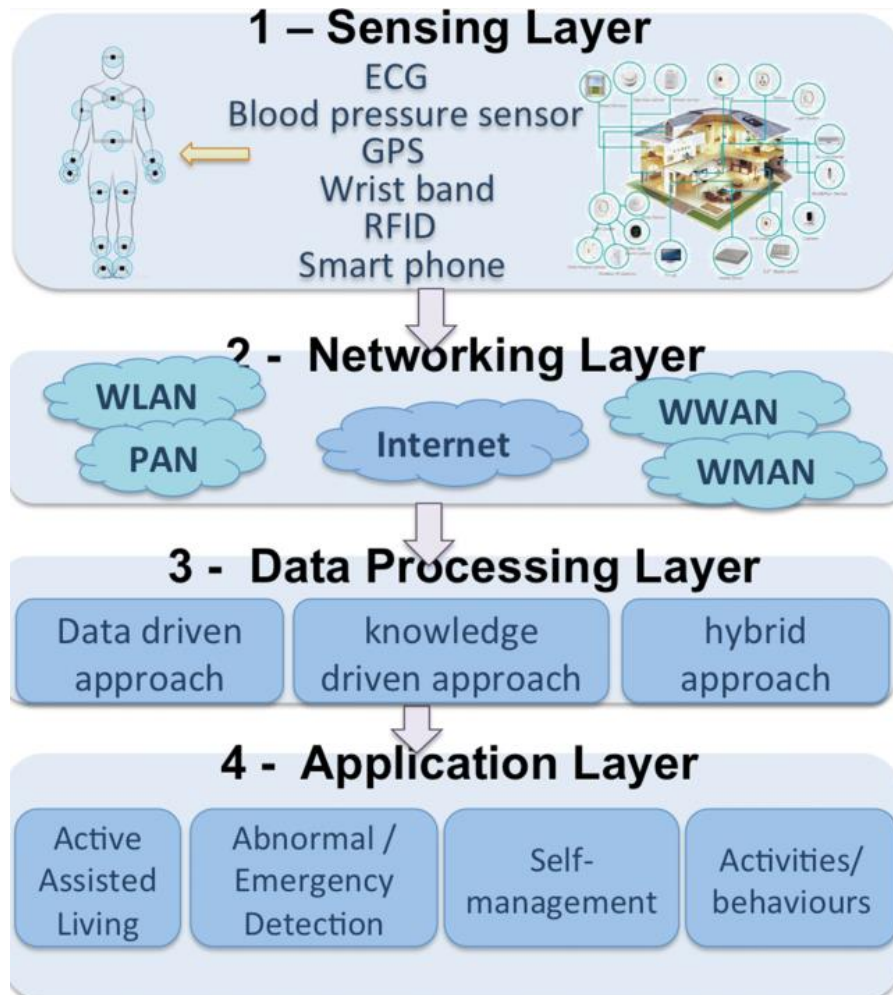 1 – Sensing Layer
ECG
Blood pressure sensor
GPS
Wrist band
RFID
Smart phone
2 -  Networking Layer
WLAN
PAN
Internet
WWAN
WMAN
3 -  Data Processing Layer
Data driven
approach
knowledge
driven approach
hybrid
approach
4 -  Application Layer
Active
Assisted
Living
Abnormal /
Emergency
Detection
Self-
management
Activities/
behaviours